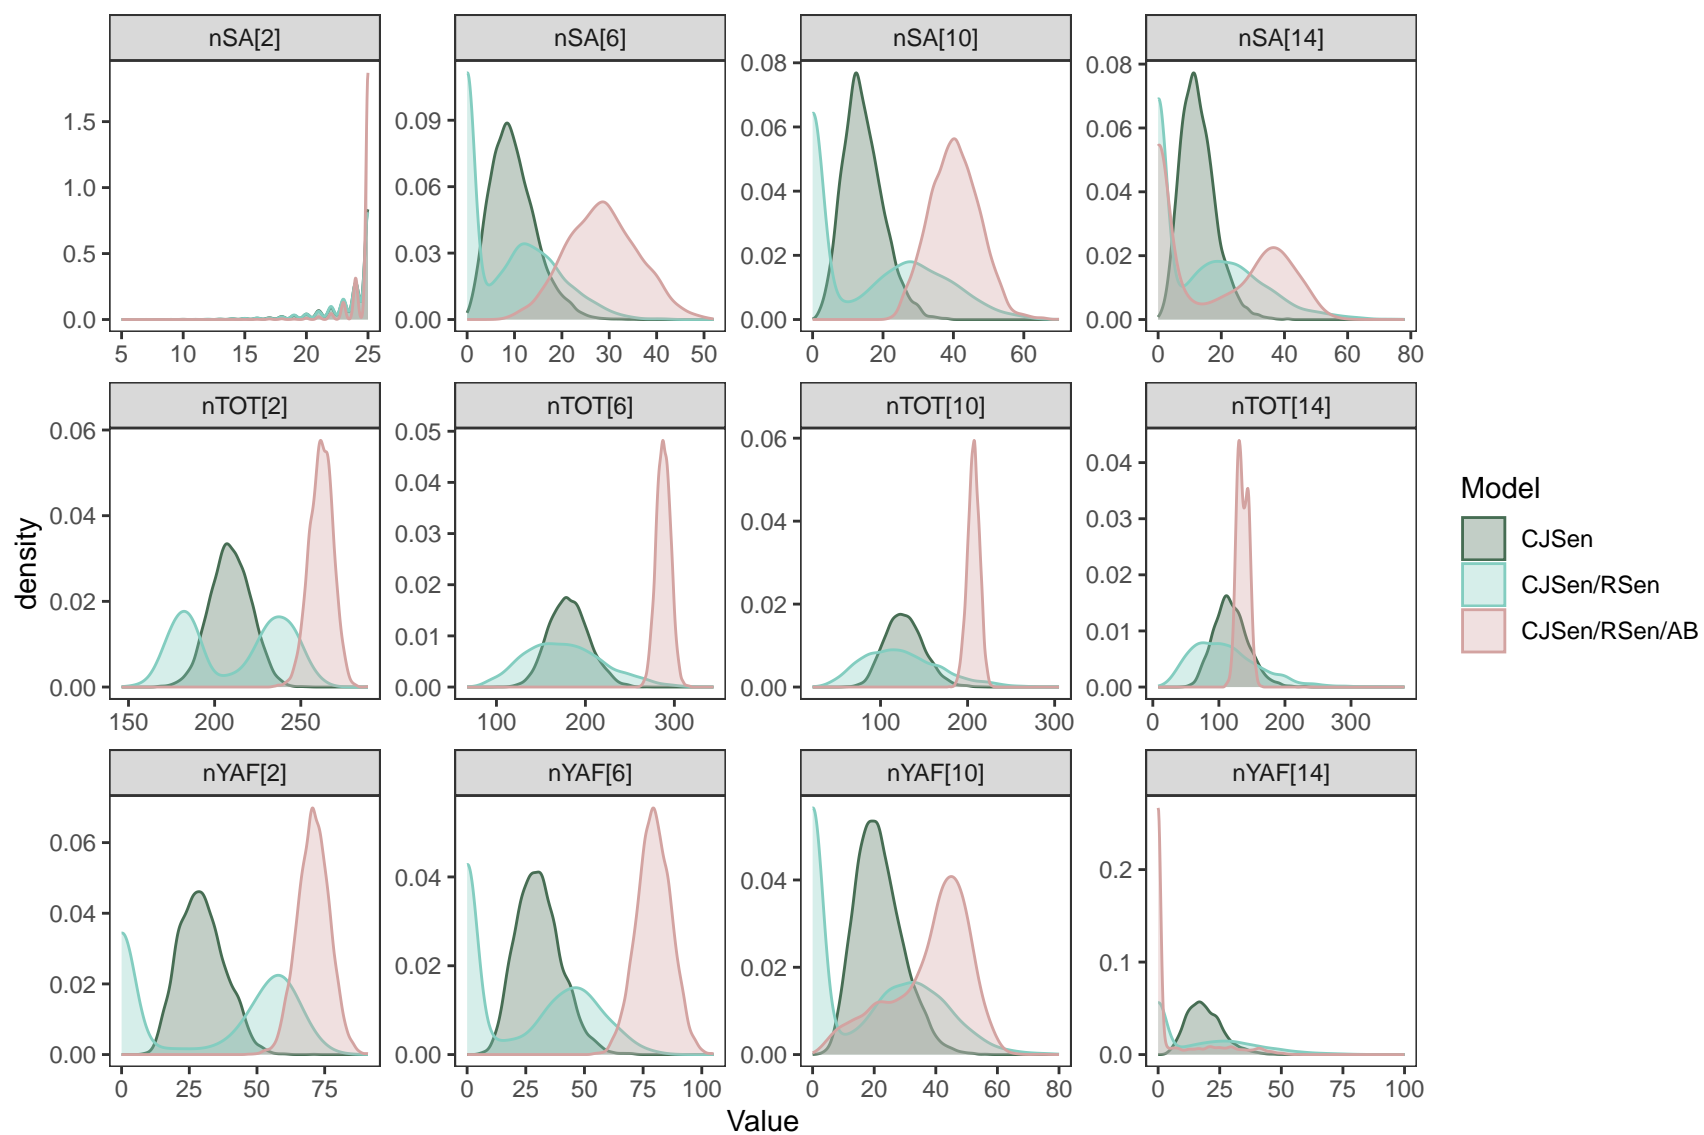 nSA[2] nSA[6] nSA[10] nSA[14]
1.5
1.0
0.5
0.0
5 10 15 20 25
0.09
0.06
0.03
0.00
0 10 20 30 40 50
0.08
0.06
0.04
0.02
0.00
0 20 40 60
0.08
0.06
0.04
0.02
0.00
0 20 40 60 80
nTOT[2] nTOT[6] nTOT[10] nTOT[14]
0.06
0.04
0.02
0.00
150 200 250
0.05
0.04
0.03
0.02
0.01
0.00
100 200 300
0.06
0.04
0.02
0.00
100 200 300
0.04
0.03
0.02
0.01
0.00
0 100 200 300
nYAF[2] nYAF[6] nYAF[10] nYAF[14]
0.06
0.04
0.02
0.00
0 25 50 75
0.04
0.02
0.00
0 25 50 75 100
0.04
0.02
0.00
0 20 40 60 80
0.2
0.1
0.0
0 25 50 75 100
density
Value
Model
CJSen
CJSen/RSen
CJSen/RSen/AB